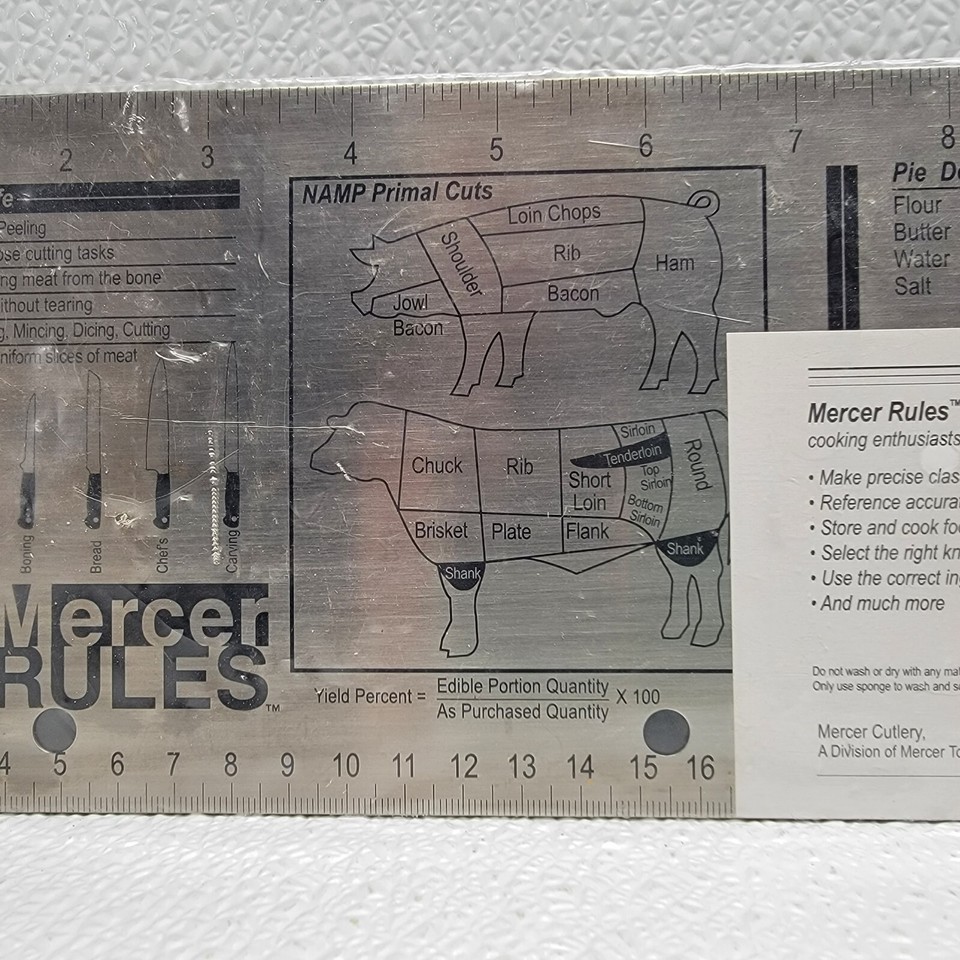 2 3 4 5 6 7 8
fe
Peeling
ose cutting tasks
ng meat from the bone
ithout tearing
g, Mincing, Dicing, Cutting
niform slices of meat
Boning
Bread
Chef's
Carving
Mercer
RULES™
NAMP Primal Cuts
Loin Chops
Shoulder
Rib
Ham
Jowl
Bacon
Bacon
Sirloin
Tenderloin
Chuck
Rib
Short
Loin
Top
Sirloin
Bottom
Sirloin
Round
Brisket
Plate
Flank
Shank
Shank
Yield Percent = Edible Portion Quantity X 100
As Purchased Quantity
Pie Do
Flour
Butter
Water
Salt
Mercer Rules™
cooking enthusiasts
• Make precise clas
• Reference accurat
• Store and cook foo
• Select the right kn
• Use the correct ing
• And much more
Do not wash or dry with any mat
Only use sponge to wash and so
Mercer Cutlery,
A Division of Mercer To
4 5 6 7 8 9 10 11 12 13 14 15 16